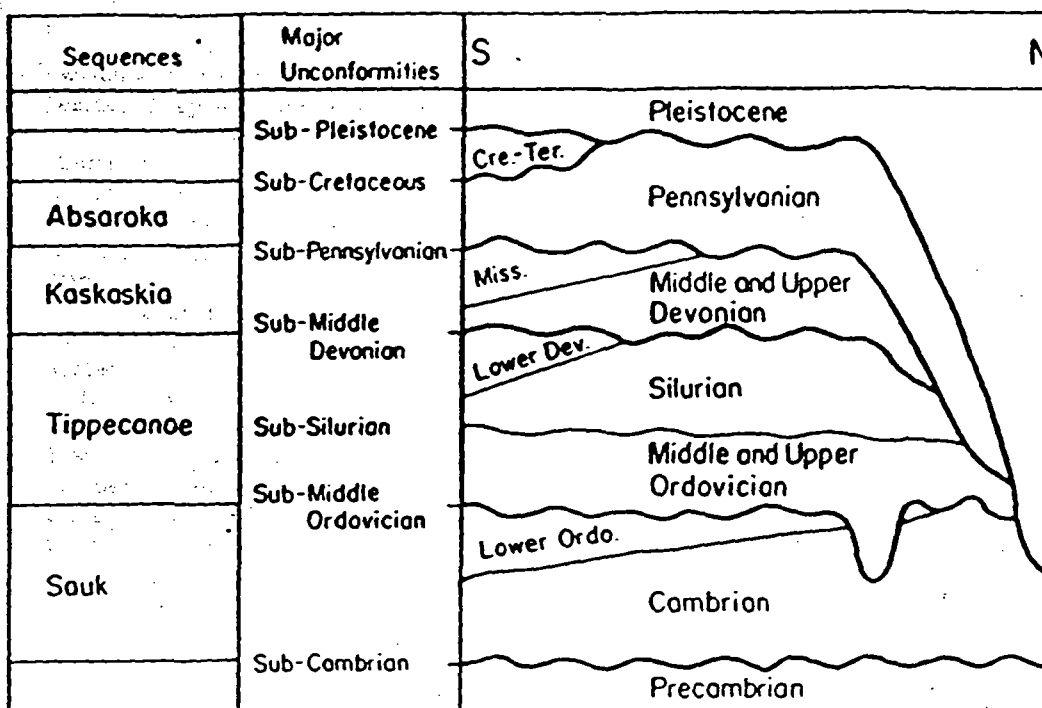 Sequences
Major
Unconformities
S
N
Sub-Pleistocene
Sub-Cretaceous
Absaroka
Sub-Pennsylvanian
Kaskaskia
Sub-Middle
Devonian
Tippecanoe
Sub-Silurian
Sub-Middle
Ordovician
Sauk
Sub-Cambrian
Pleistocene
Cre.-Ter.
Pennsylvanian
Miss.
Middle and Upper
Devonian
Lower Dev.
Silurian
Middle and Upper
Ordovician
Lower Ordo.
Cambrian
Precambrian